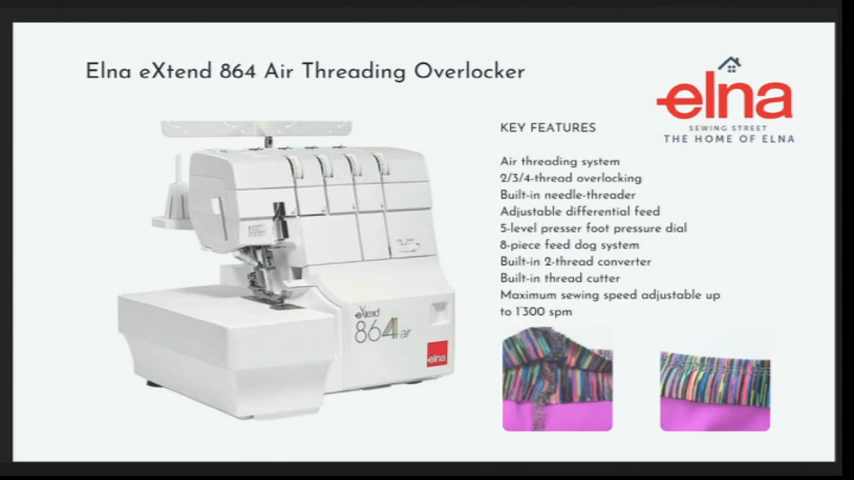 Elna eXtend 864 Air Threading Overlocker
elna
SEWING STREET
THE HOME OF ELNA
KEY FEATURES
Air threading system
2/3/4-thread overlocking
Built-in needle-threader
Adjustable differential feed
5-level presser foot pressure dial
8-piece feed dog system
Built-in 2-thread converter
Built-in thread cutter
Maximum sewing speed adjustable up
to 1'300 spm
eXtend
864 air
elna